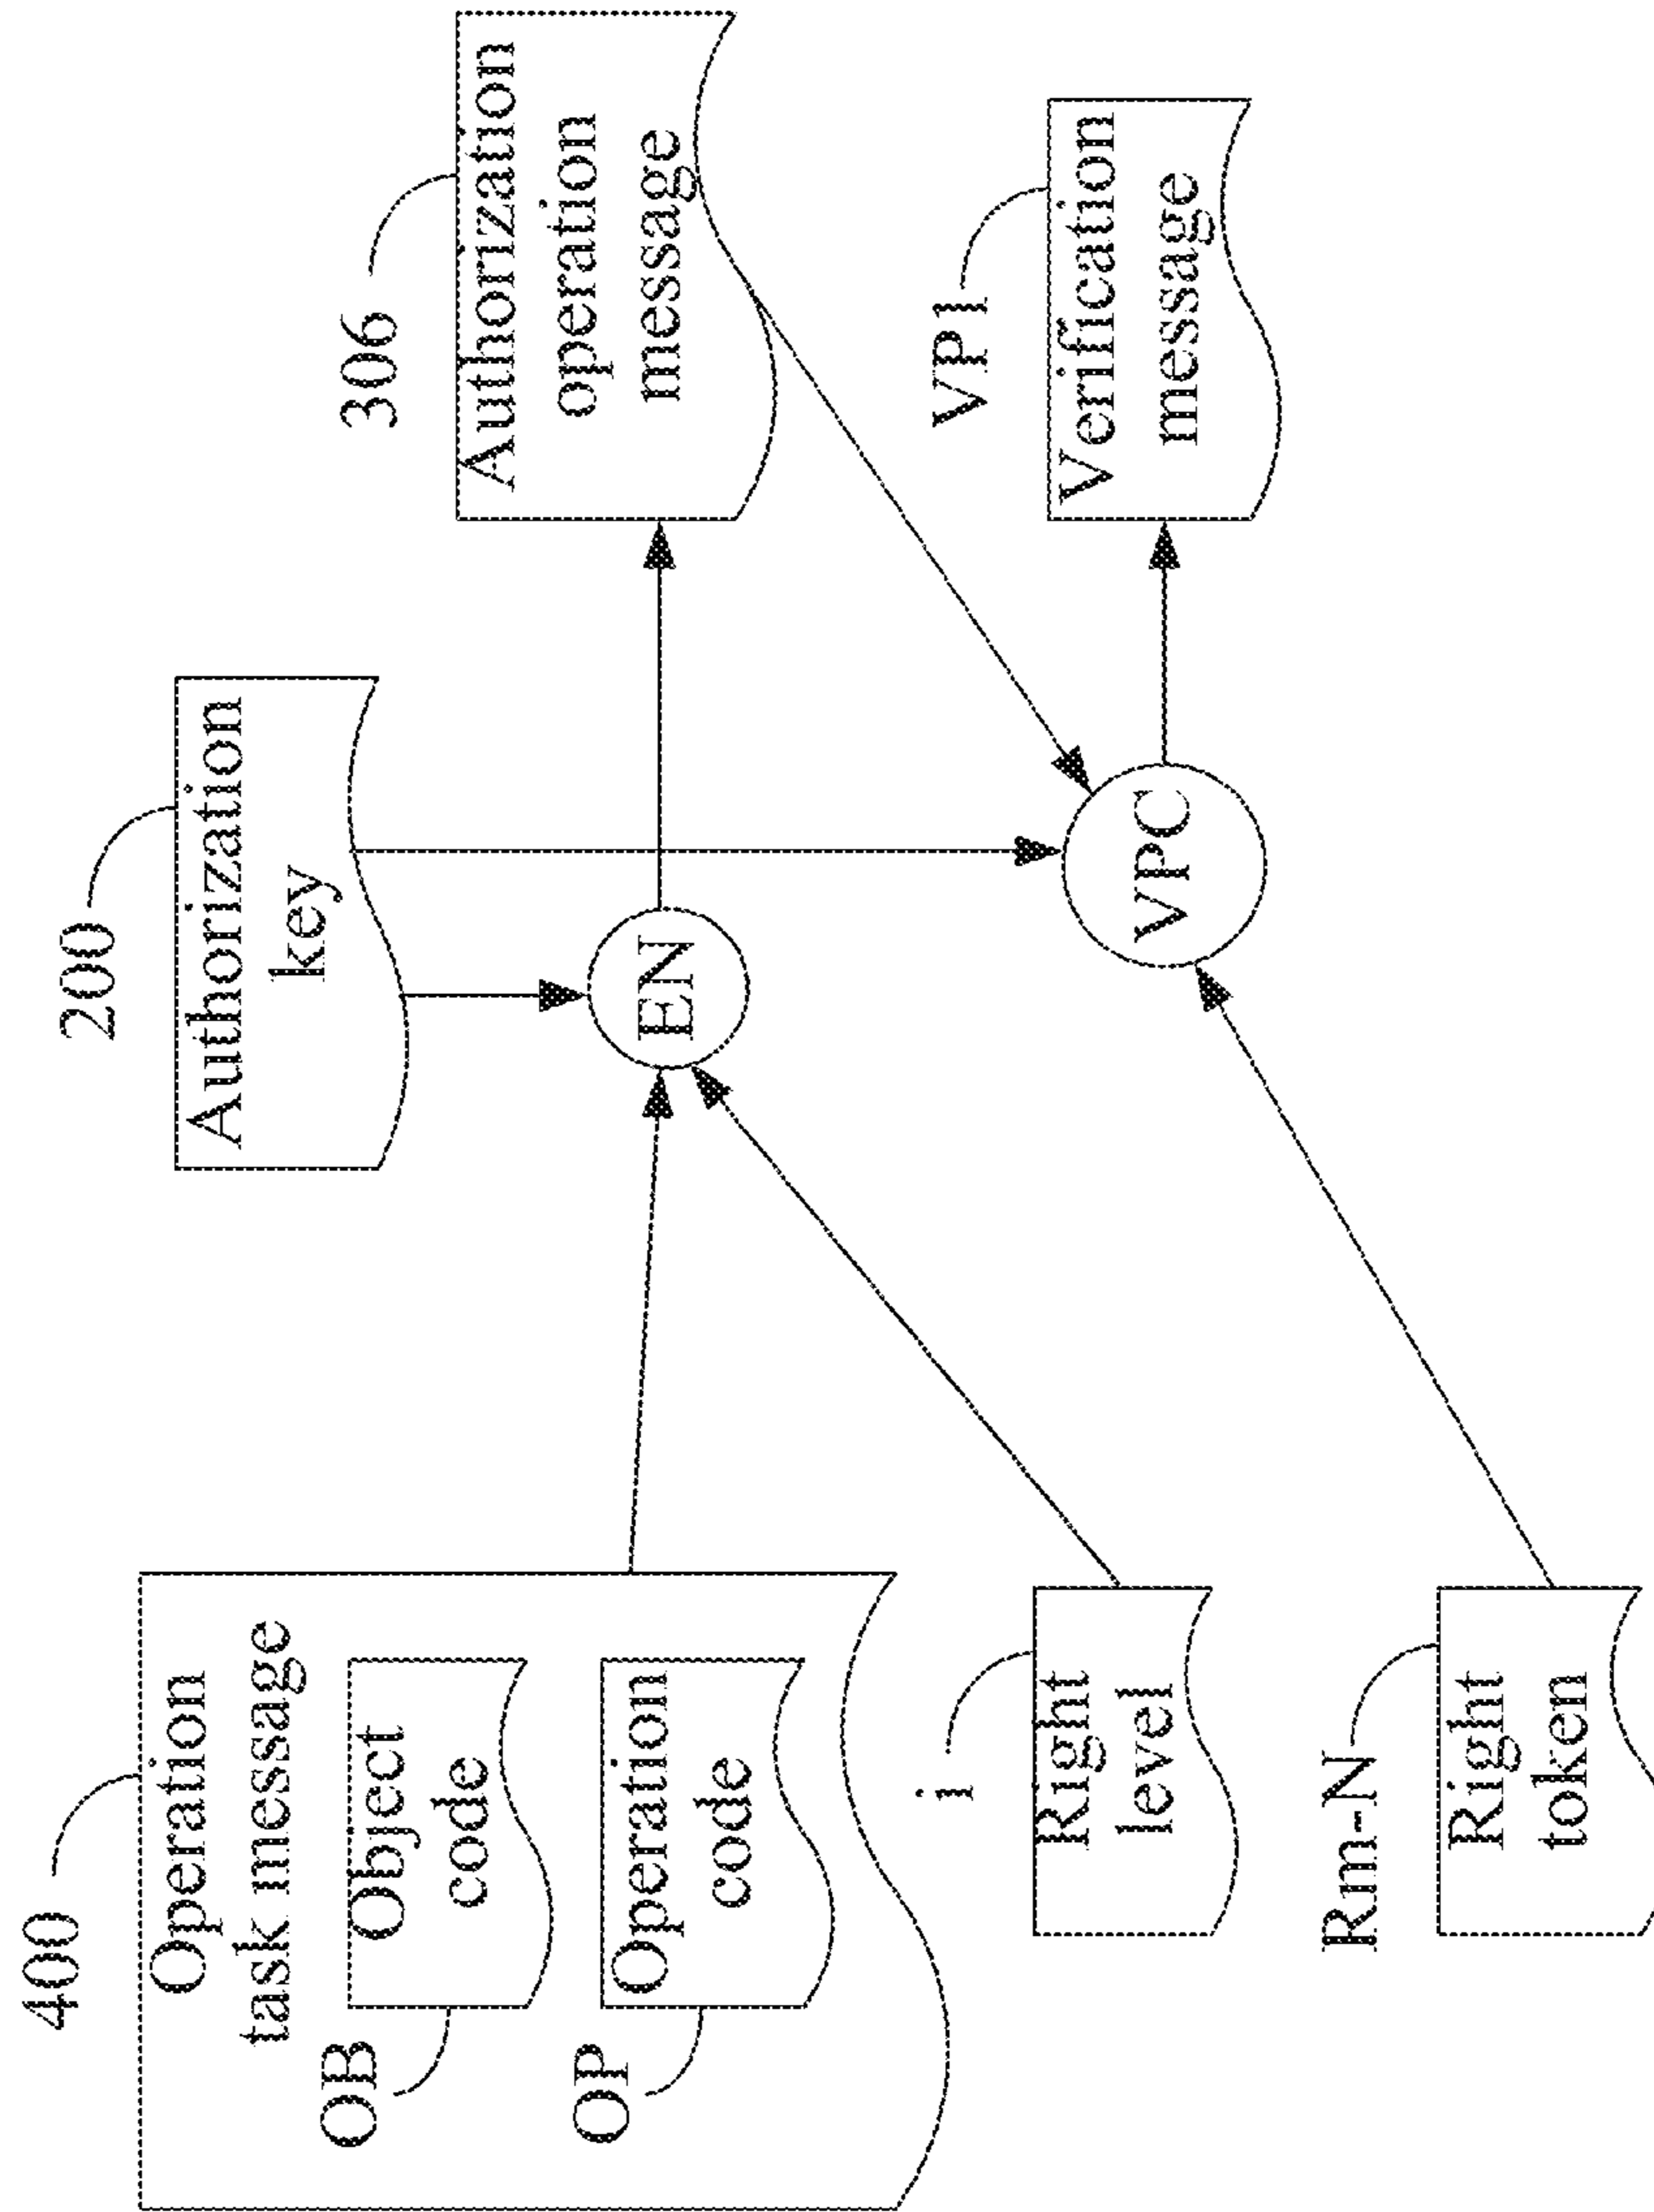 400
Operation
task message
OB
Object
code
OP
Operation
code
i
Right
level
Rm-N
Right
token
200
Authorization
key
EN
VPC
306
Authorization
operation
message
VP1
Verification
message